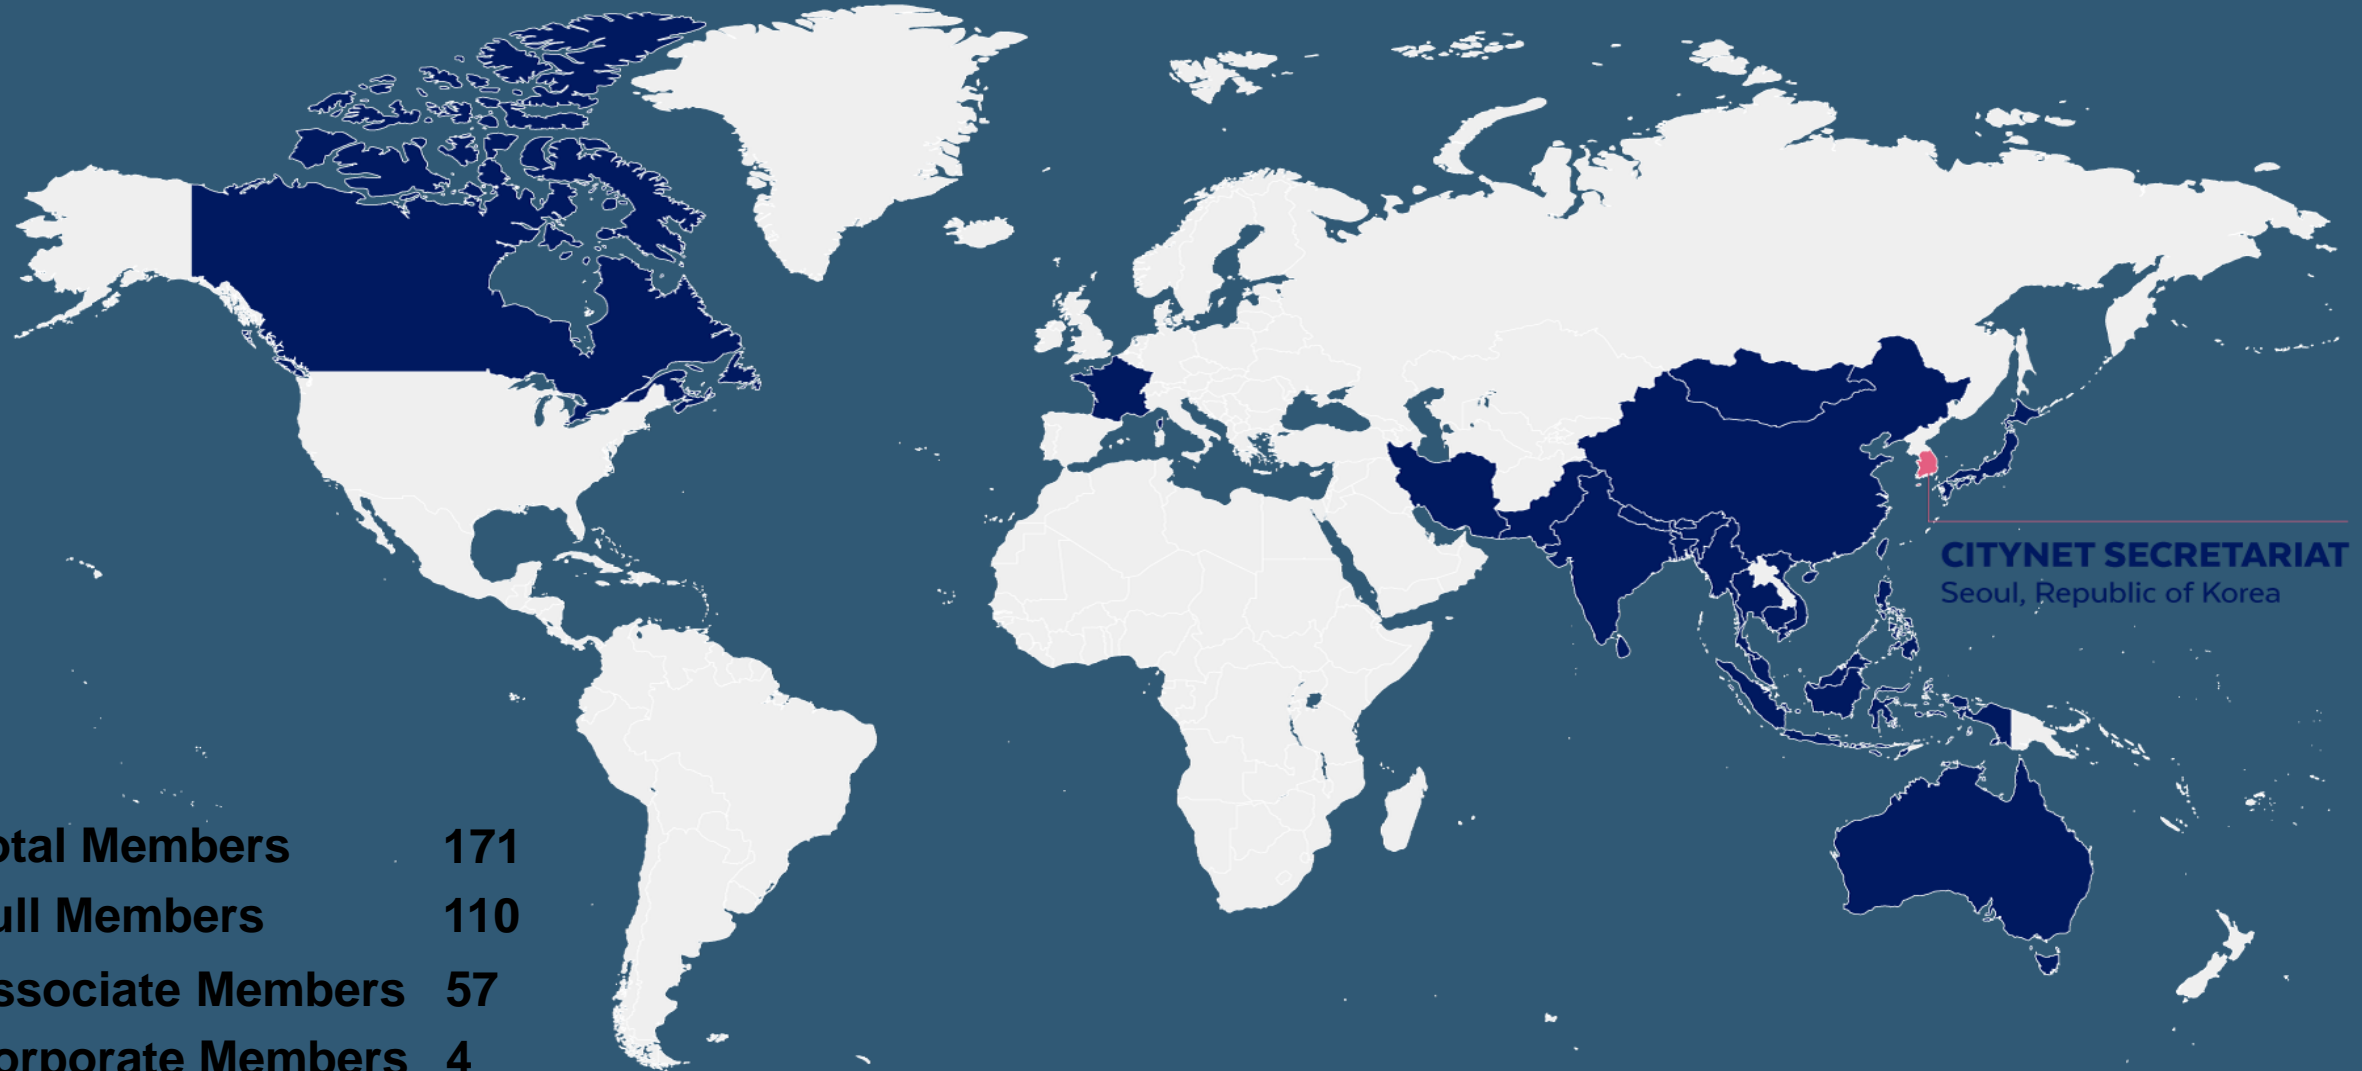 CITYNET SECRETARIAT
Seoul, Republic of Korea
otal Members 171
ull Members 110
ssociate Members 57
orporate Members 4